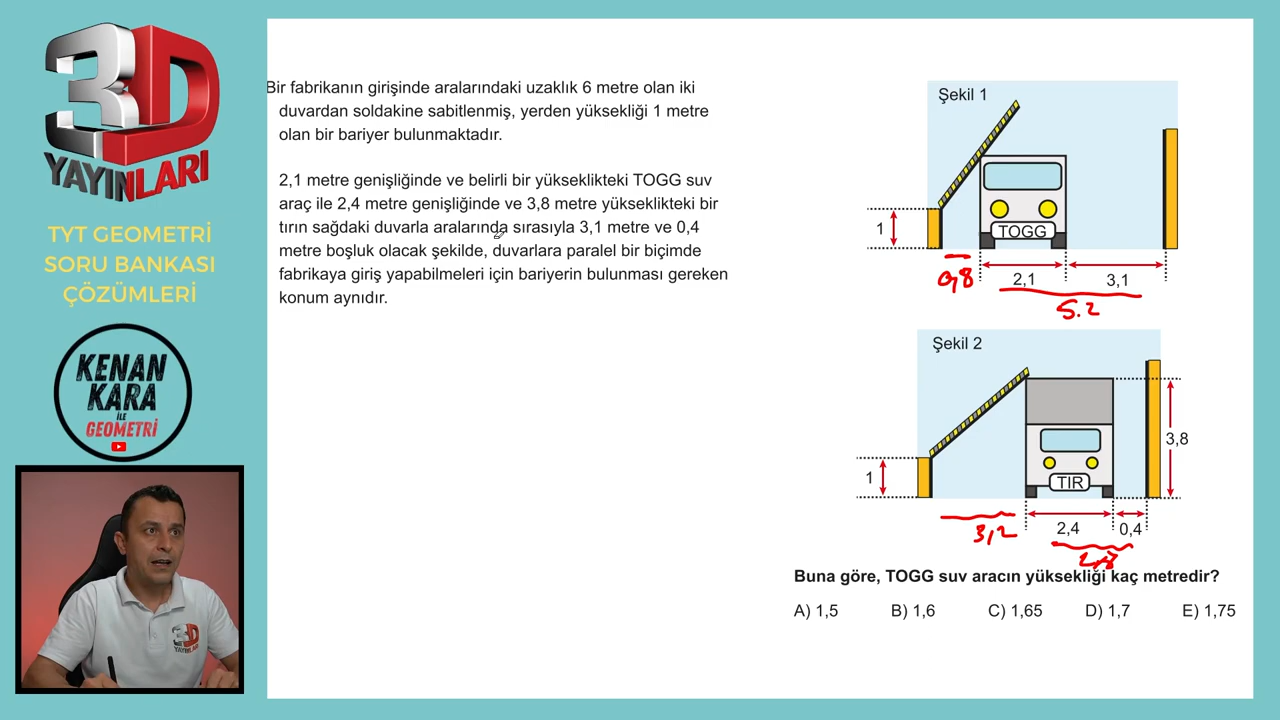 3D
YAYINLARI
TYT GEOMETRİ
SORU BANKASI
ÇÖZÜMLERİ
KENAN
KARA
İLE
GEOMETRİ
3D
YAYINLARI
Bir fabrikanın girişinde aralarındaki uzaklık 6 metre olan iki
duvardan soldakine sabitlenmiş, yerden yüksekliği 1 metre
olan bir bariyer bulunmaktadır.
2,1 metre genişliğinde ve belirli bir yükseklikteki TOGG suv
araç ile 2,4 metre genişliğinde ve 3,8 metre yükseklikteki bir
tırın sağdaki duvarla aralarında sırasıyla 3,1 metre ve 0,4
metre boşluk olacak şekilde, duvarlara paralel bir biçimde
fabrikaya giriş yapabilmeleri için bariyerin bulunması gereken
konum aynıdır.
Şekil 1
1
TOGG
0,8
2,1
3,1
5.2
Şekil 2
3,8
1
TIR
3,2
2,4
0,4
2,8
Buna göre, TOGG suv aracın yüksekliği kaç metredir?
A) 1,5 B) 1,6 C) 1,65 D) 1,7 E) 1,75